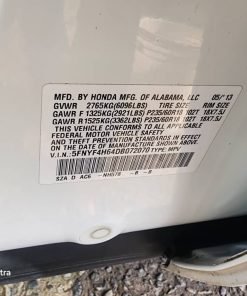 MFD. BY HONDA MFG. OF ALABAMA, LLC 05/'13
GVWR 2765KG(6096LBS) TIRE SIZE RIM SIZE
GAWR F 1325KG(2921LBS) P235/60R18 102T 18X7.5J
GAWR R 1525KG(3362LBS) P235/60R18 102T 18X7.5J
THIS VEHICLE CONFORMS TO ALL APPLICABLE
FEDERAL MOTOR VEHICLE SAFETY
STANDARDS IN EFFECT ON THE DATE OF
MANUFACTURE SHOWN ABOVE.
V.I.N:5FNYF4H64DB072070 TYPE: MPV
SZA D AC6 -NH578 -B -B
tra